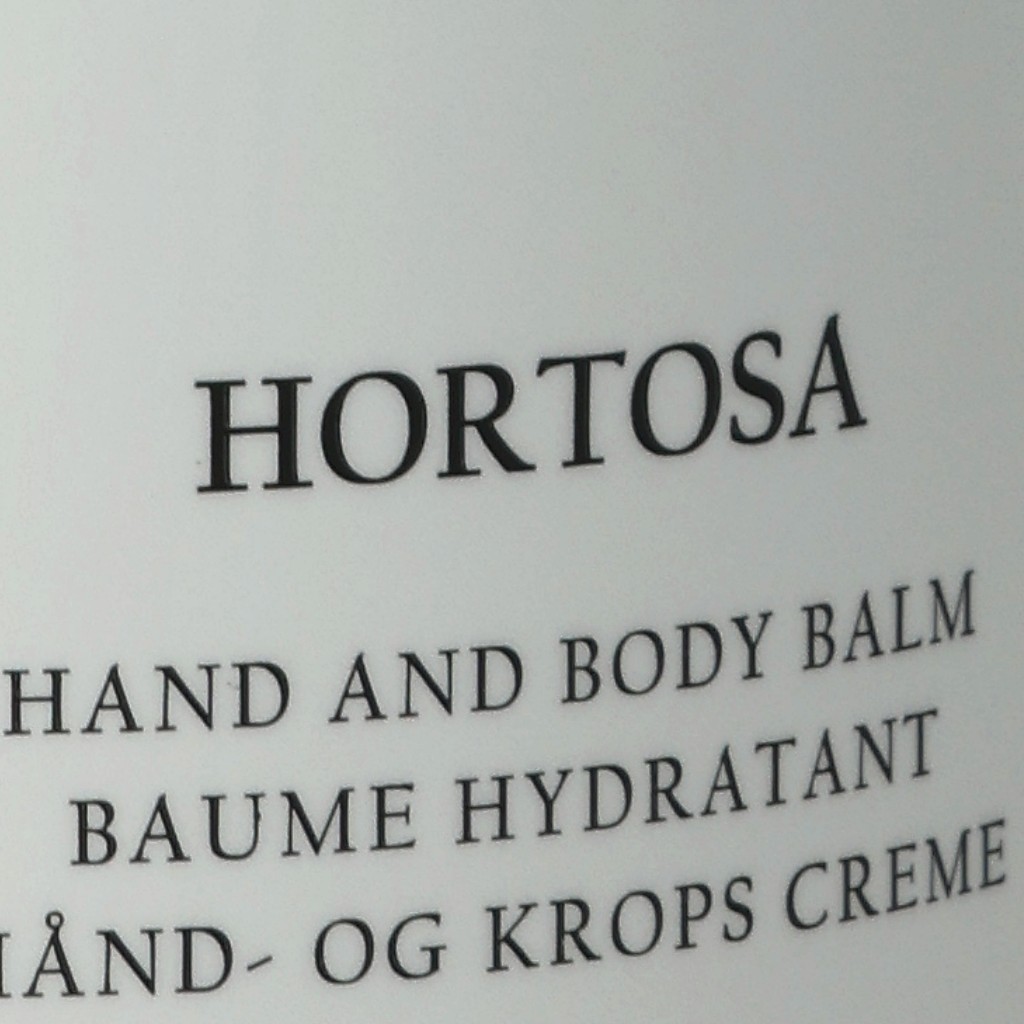 HORTOSA
HAND AND BODY BALM
BAUME HYDRATANT
HÅND- OG KROPS CREME